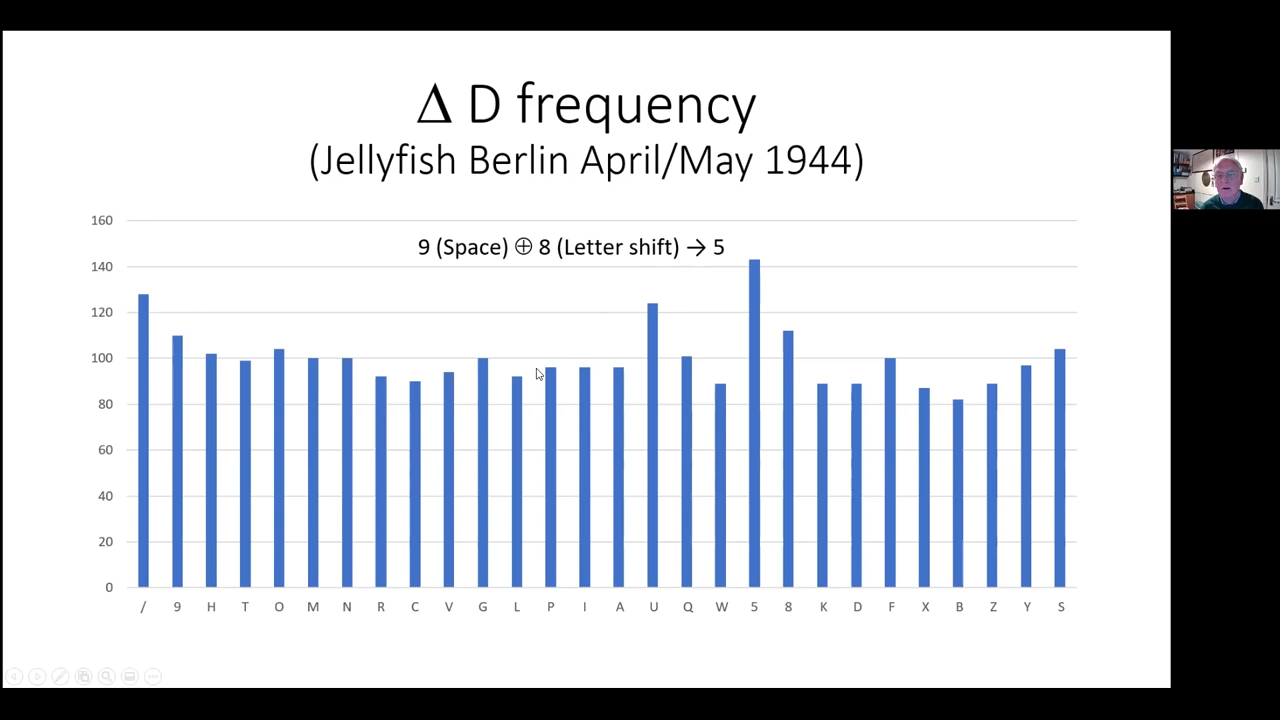 Δ D frequency
(Jellyfish Berlin April/May 1944)
160
9 (Space) ⊕ 8 (Letter shift) → 5
140
120
100
80
60
40
20
0
/ 9 H T O M N R C V G L P I A U Q W 5 8 K D F X B Z Y S